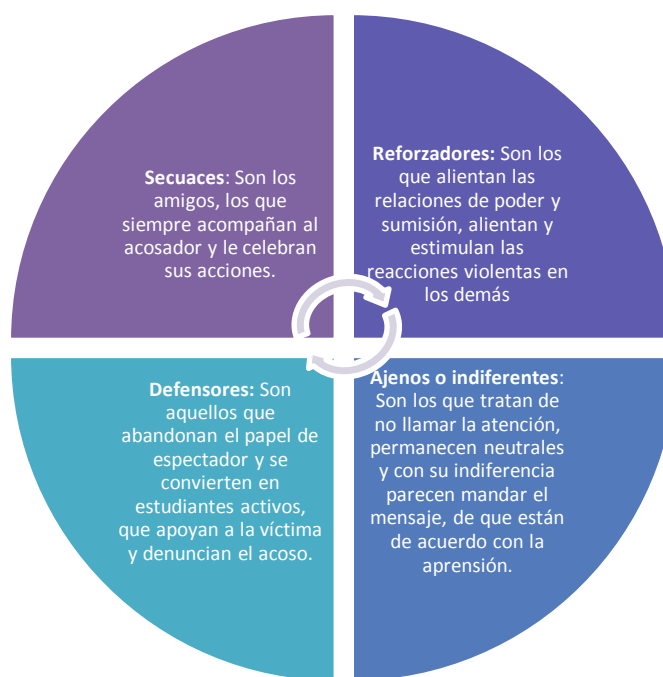 Secuaces: Son los
amigos, los que
siempre acompañan al
acosador y le celebran
sus acciones.
Reforzadores: Son los
que alientan las
relaciones de poder y
sumisión, alientan y
estimulan las
reacciones violentas en
los demás
Defensores: Son
aquellos que
abandonan el papel de
espectador y se
convierten en
estudiantes activos,
que apoyan a la víctima
y denuncian el acoso.
Ajenos o indiferentes:
Son los que tratan de
no llamar la atención,
permanecen neutrales
y con su indiferencia
parecen mandar el
mensaje, de que están
de acuerdo con la
aprensión.